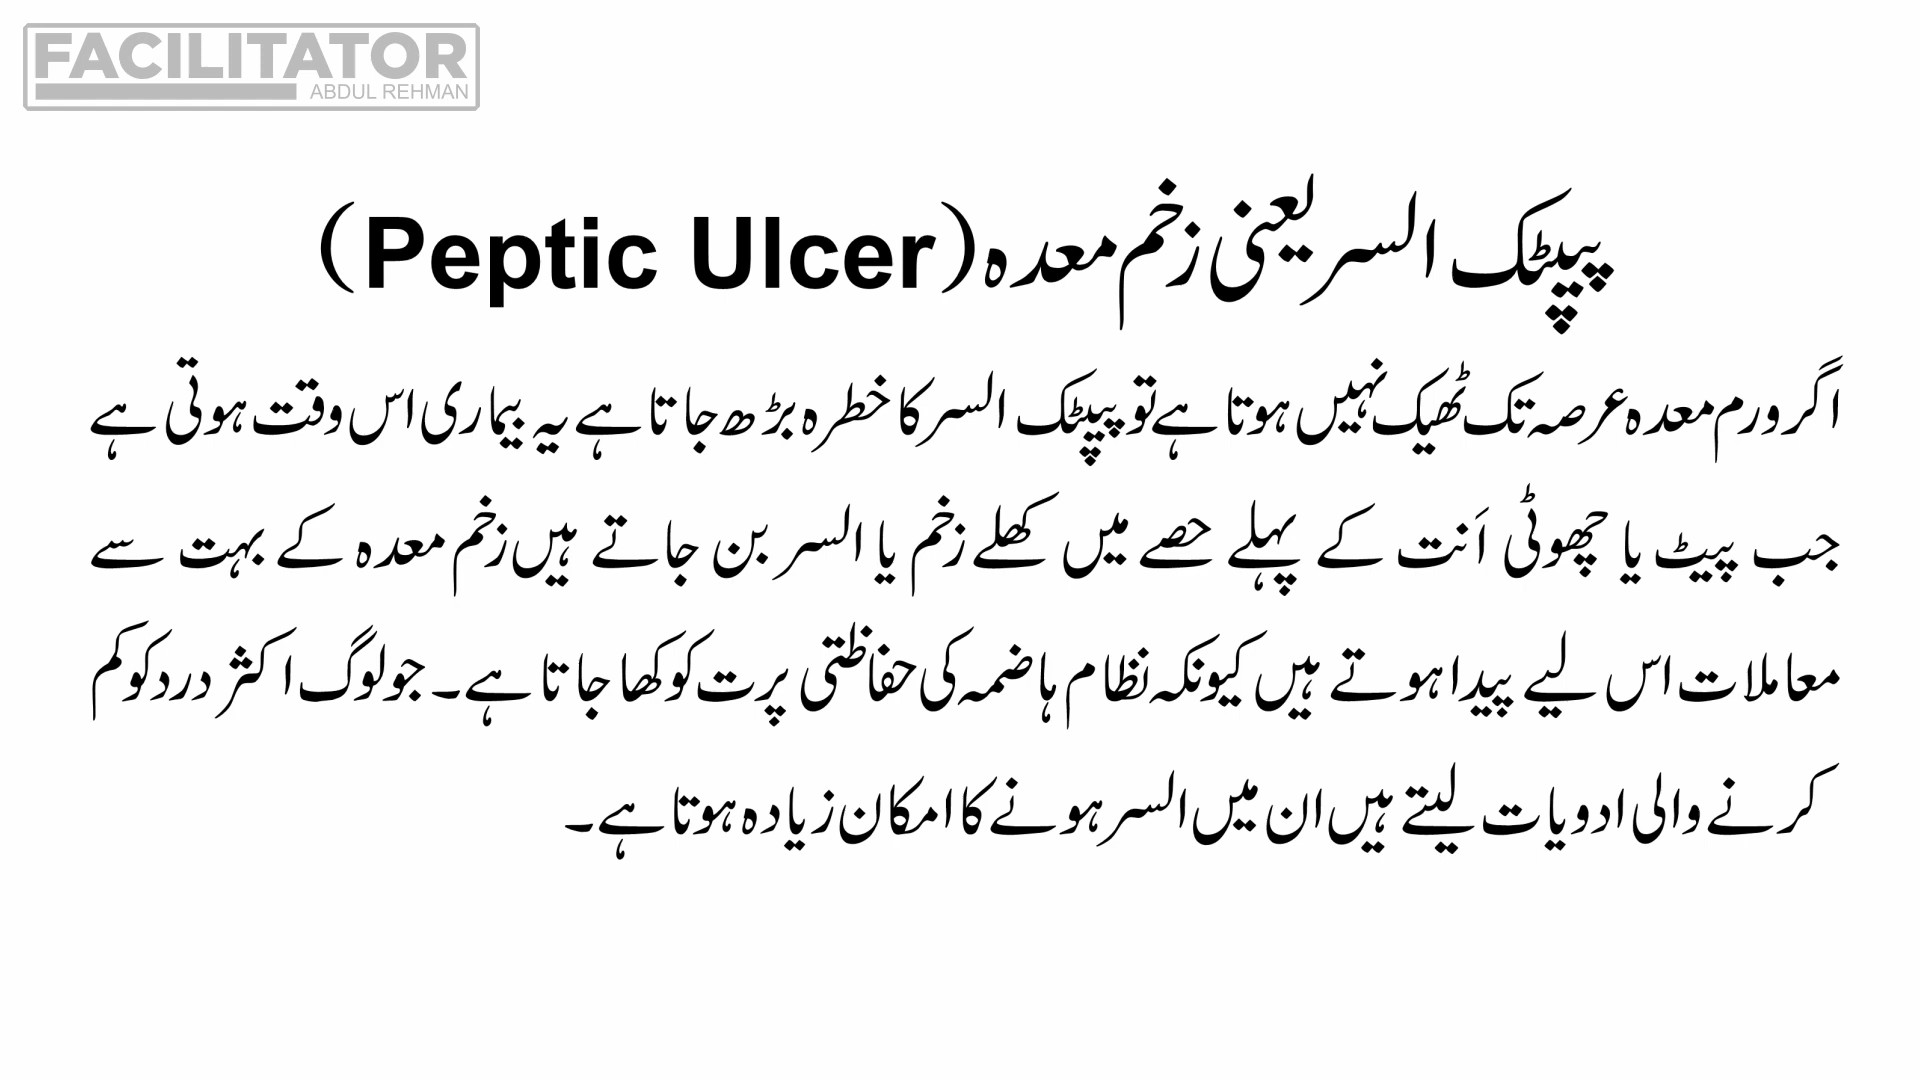 FACILITATOR
ABDUL REHMAN
پیپٹک السر یعنی زخم معدہ (Peptic Ulcer)
اگر ورم معدہ عرصہ تک ٹھیک نہیں ہوتا ہے تو پیپٹک السر کا خطرہ بڑھ جاتا ہے یہ بیماری اس وقت ہوتی ہے
جب پیٹ یا چھوٹی اَنت کے پہلے حصے میں کھلے زخم یا السر بن جاتے ہیں زخم معدہ کے بہت سے
معاملات اس لیے پیدا ہوتے ہیں کیونکہ نظام ہاضمہ کی حفاظتی پرت کو کھا جاتا ہے۔ جو لوگ اکثر درد کو کم
کرنے والی ادویات لیتے ہیں ان میں السر ہونے کا امکان زیادہ ہوتا ہے۔